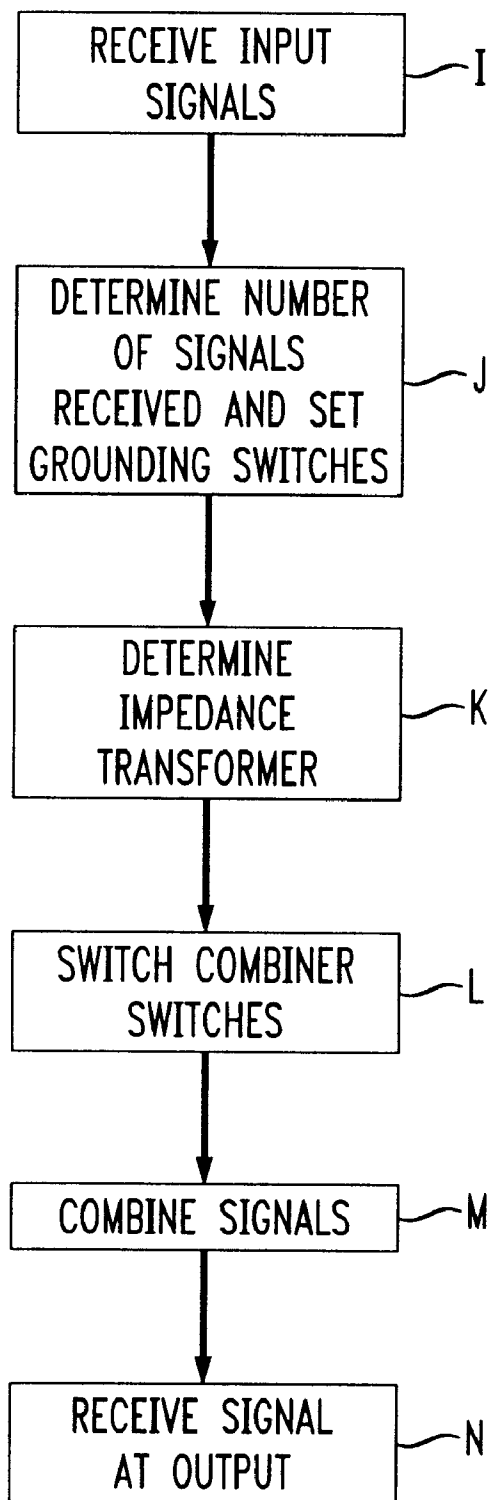 RECEIVE INPUT
SIGNALS
I
DETERMINE NUMBER
OF SIGNALS
RECEIVED AND SET
GROUNDING SWITCHES
J
DETERMINE
IMPEDANCE
TRANSFORMER
K
SWITCH COMBINER
SWITCHES
L
COMBINE SIGNALS
M
RECEIVE SIGNAL
AT OUTPUT
N